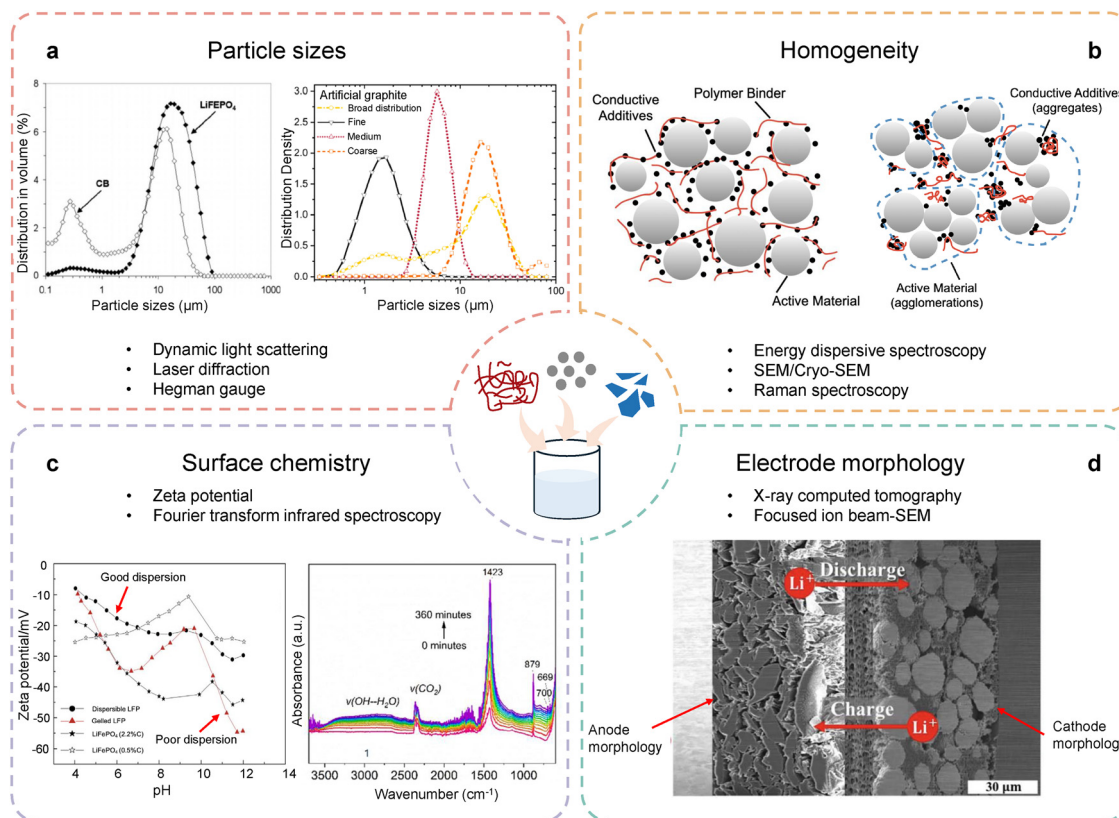 a
Particle sizes
Distribution in volume (%)
8
6
4
2
0
LiFEPO₄
CB
0.1
1
10
100
1000
Particle sizes (µm)
Distribution Density
3.0
2.5
2.0
1.5
1.0
0.5
0.0
Artificial graphite
Broad distribution
Fine
Medium
Coarse
1
10
100
Particle sizes (µm)
• Dynamic light scattering
• Laser diffraction
• Hegman gauge
Homogeneity
b
Conductive
Additives
Polymer Binder
Active Material
Conductive Additives
(aggregates)
Active Material
(agglomerations)
• Energy dispersive spectroscopy
• SEM/Cryo-SEM
• Raman spectroscopy
c
Surface chemistry
• Zeta potential
• Fourier transform infrared spectroscopy
Zeta potential/mV
0
-10
-20
-30
-40
-50
-60
Good dispersion
Poor dispersion
Dispersible LFP
Gelled LFP
LiFePO₄ (2.2%C)
LiFePO₄ (0.5%C)
4
6
8
10
12
14
pH
Absorbance (a.u.)
1423
360 minutes
0 minutes
ν(OH--H₂O)
ν(CO₂)
879
669
700
1
3500
2800
2100
1400
700
Wavenumber (cm⁻¹)
Electrode morphology
d
• X-ray computed tomography
• Focused ion beam-SEM
Li⁺
Discharge
Charge
Li⁺
Anode
morphology
Cathode
morpholog
30 µm